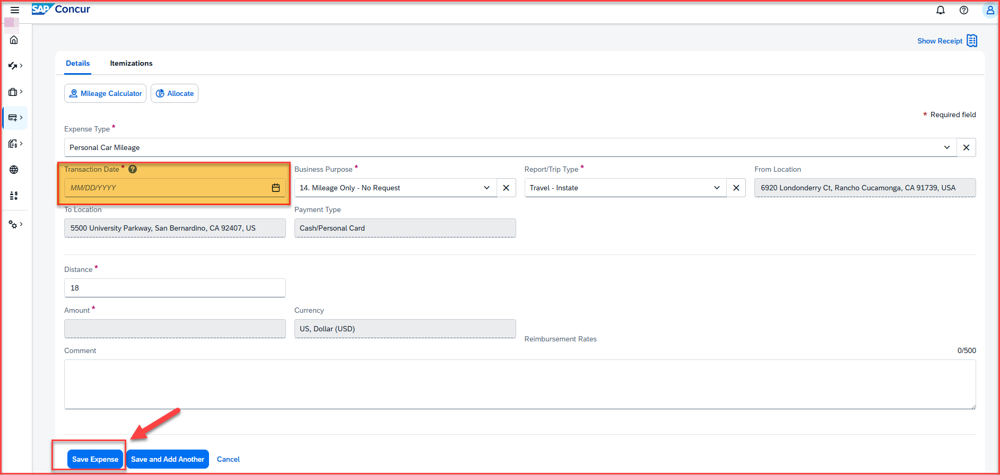 SAP Concur
Show Receipt
Details Itemizations
Mileage Calculator Allocate
* Required field
Expense Type *
Personal Car Mileage
Transaction Date * ? Business Purpose * Report/Trip Type * From Location
MM/DD/YYYY 14. Mileage Only - No Request Travel - Instate 6920 Londonderry Ct, Rancho Cucamonga, CA 91739, USA
To Location Payment Type
5500 University Parkway, San Bernardino, CA 92407, US Cash/Personal Card
Distance *
18
Amount * Currency
US, Dollar (USD)
Reimbursement Rates
Comment 0/500
Save Expense Save and Add Another Cancel